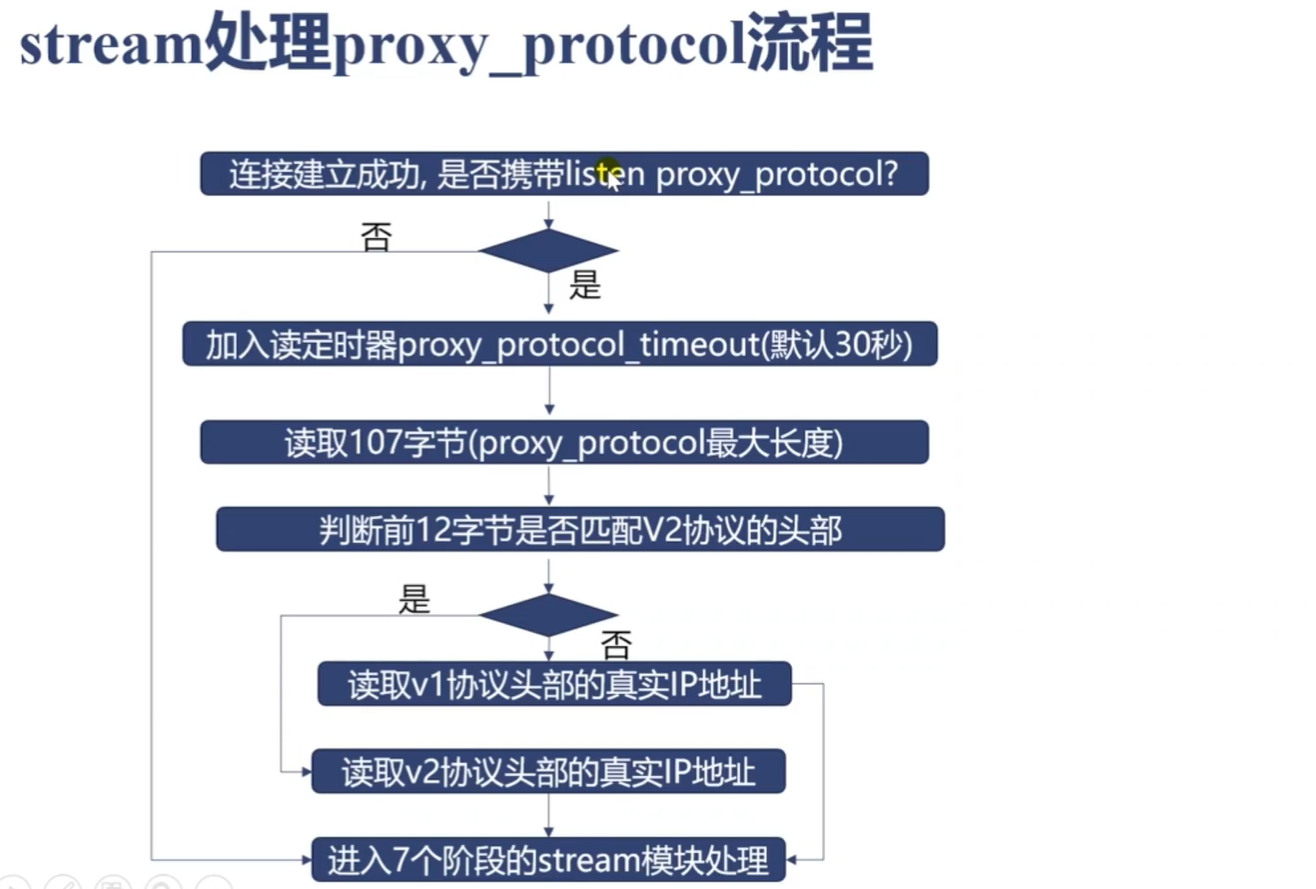 stream处理proxy_protocol流程
连接建立成功, 是否携带listen proxy_protocol?
否
是
加入读定时器proxy_protocol_timeout(默认30秒)
读取107字节(proxy_protocol最大长度)
判断前12字节是否匹配V2协议的头部
是
否
读取v1协议头部的真实IP地址
读取v2协议头部的真实IP地址
进入7个阶段的stream模块处理